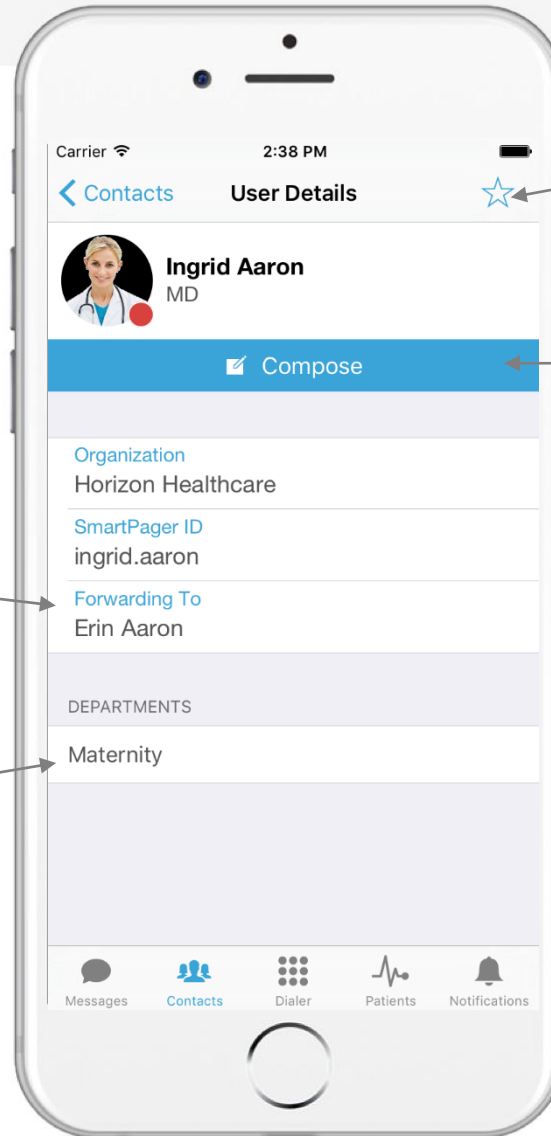 Carrier 2:38 PM
Contacts User Details
Ingrid Aaron
MD
Compose
Organization
Horizon Healthcare
SmartPager ID
ingrid.aaron
Forwarding To
Erin Aaron
DEPARTMENTS
Maternity
Messages Contacts Dialer Patients Notifications